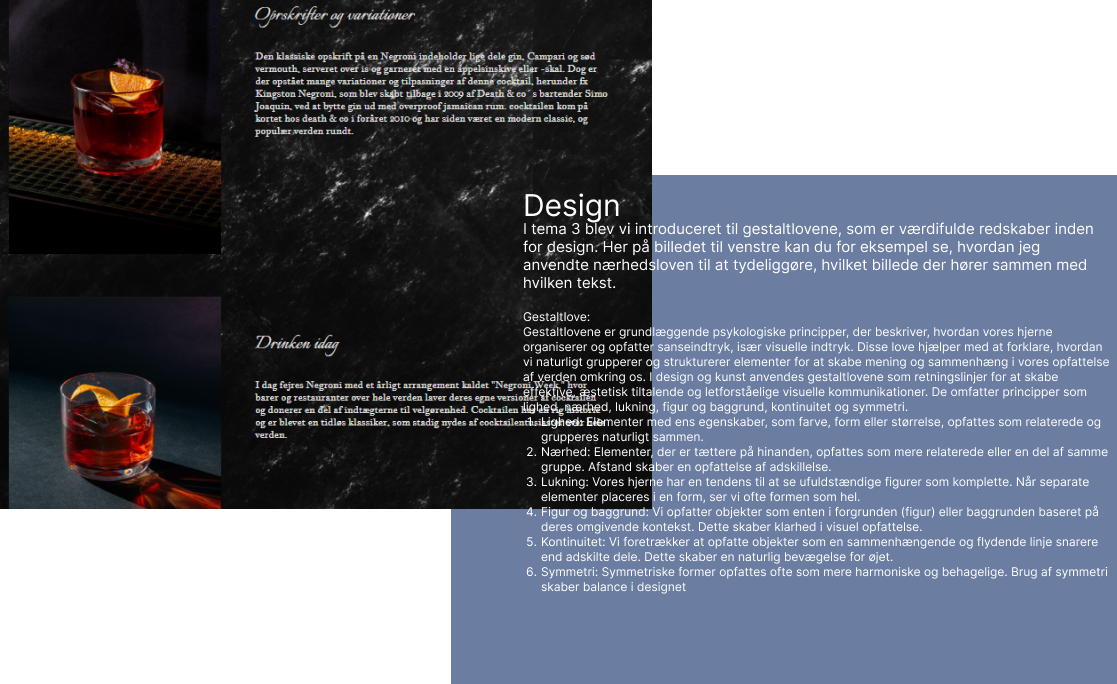 Oprskrifter og variationer
Den klassiske opskrift på en Negroni indeholder lige dele gin, Campari og sød
vermouth, serveret over is og garneret med en appelsinskive eller -skal. Dog er
der opstået mange variationer og tilpasninger af denne cocktail, herunder fx
Kingston Negroni, som blev skabt tilbage i 2009 af Death & co´s bartender Simo
Joaquin, ved at bytte gin ud med overproof jamaican rum. cocktailen kom på
kortet hos death & co i foråret 2010 og har siden været en modern classic, og
populær verden rundt.
Drinken idag
I dag fejres Negroni med et årligt arrangement kaldet "Negroni Week," hvor
barer og restauranter over hele verden laver deres egne versioner af cocktailen
og donerer en del af indtægterne til velgørenhed. Cocktailen
og er blevet en tidløs klassiker, som stadig nydes af cocktailentusiaster over hele
verden.
Design
I tema 3 blev vi introduceret til gestaltlovene, som er værdifulde redskaber inden
for design. Her på billedet til venstre kan du for eksempel se, hvordan jeg
anvendte nærhedsloven til at tydeliggøre, hvilket billede der hører sammen med
hvilken tekst.
Gestaltlove:
Gestaltlovene er grundlæggende psykologiske principper, der beskriver, hvordan vores hjerne
organiserer og opfatter sanseindtryk, især visuelle indtryk. Disse love hjælper med at forklare, hvordan
vi naturligt grupperer og strukturerer elementer for at skabe mening og sammenhæng i vores opfattelse
af verden omkring os. I design og kunst anvendes gestaltlovene som retningslinjer for at skabe
effektive, æstetisk tiltalende og letforståelige visuelle kommunikationer. De omfatter principper som
lighed, nærhed, lukning, figur og baggrund, kontinuitet og symmetri.
1. Lighed: Elementer med ens egenskaber, som farve, form eller størrelse, opfattes som relaterede og
grupperes naturligt sammen.
2. Nærhed: Elementer, der er tættere på hinanden, opfattes som mere relaterede eller en del af samme
gruppe. Afstand skaber en opfattelse af adskillelse.
3. Lukning: Vores hjerne har en tendens til at se ufuldstændige figurer som komplette. Når separate
elementer placeres i en form, ser vi ofte formen som hel.
4. Figur og baggrund: Vi opfatter objekter som enten i forgrunden (figur) eller baggrunden baseret på
deres omgivende kontekst. Dette skaber klarhed i visuel opfattelse.
5. Kontinuitet: Vi foretrækker at opfatte objekter som en sammenhængende og flydende linje snarere
end adskilte dele. Dette skaber en naturlig bevægelse for øjet.
6. Symmetri: Symmetriske former opfattes ofte som mere harmoniske og behagelige. Brug af symmetri
skaber balance i designet